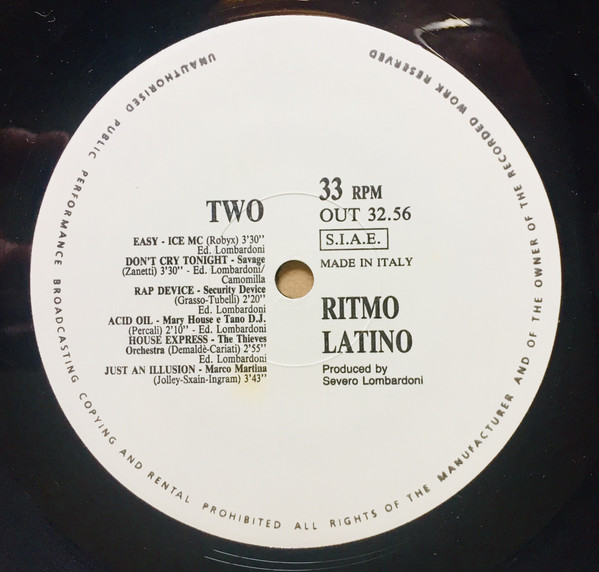 TWO
EASY - ICE MC (Robyx) 3'30"
Ed. Lombardoni
DON'T CRY TONIGHT - Savage
(Zanetti) 3'30" - Ed. Lombardoni/
Camomilla
RAP DEVICE - Security Device
(Grasso-Tubelli) 2'20"
Ed. Lombardoni
ACID OIL - Mary House e Tano D.J.
(Percali) 2'10" - Ed. Lombardoni
HOUSE EXPRESS - The Thieves
Orchestra (Demaldè-Cariati) 2'55"
Ed. Lombardoni
JUST AN ILLUSION - Marco Martina
(Jolley-Sxain-Ingram) 3'43"
33 RPM
OUT 32.56
S.I.A.E.
MADE IN ITALY
RITMO
LATINO
Produced by
Severo Lombardoni
UNAUTHORISED PUBLIC PERFORMANCE BROADCASTING COPYING AND RENTAL PROHIBITED ALL RIGHTS OF THE MANUFACTURER AND OF THE OWNER OF THE RECORDED WORK RESERVED